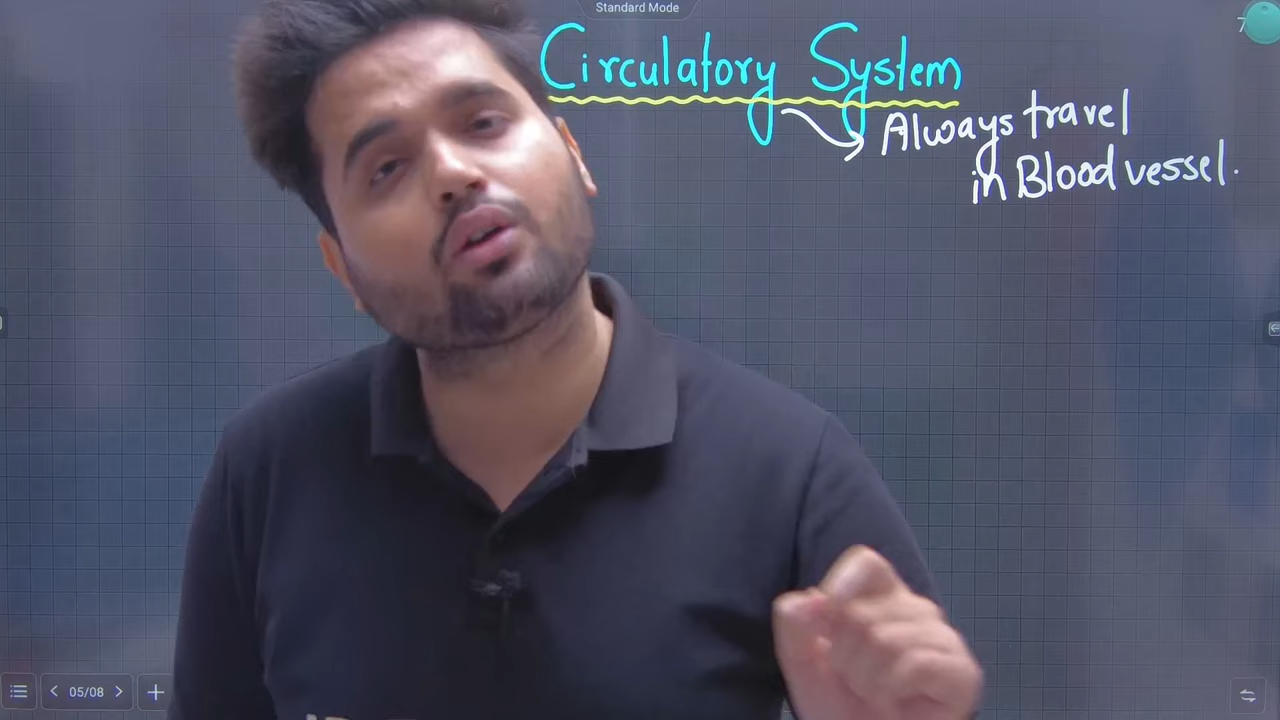 Standard Mode
Circulatory System
Always travel
in Blood vessel.
05/08